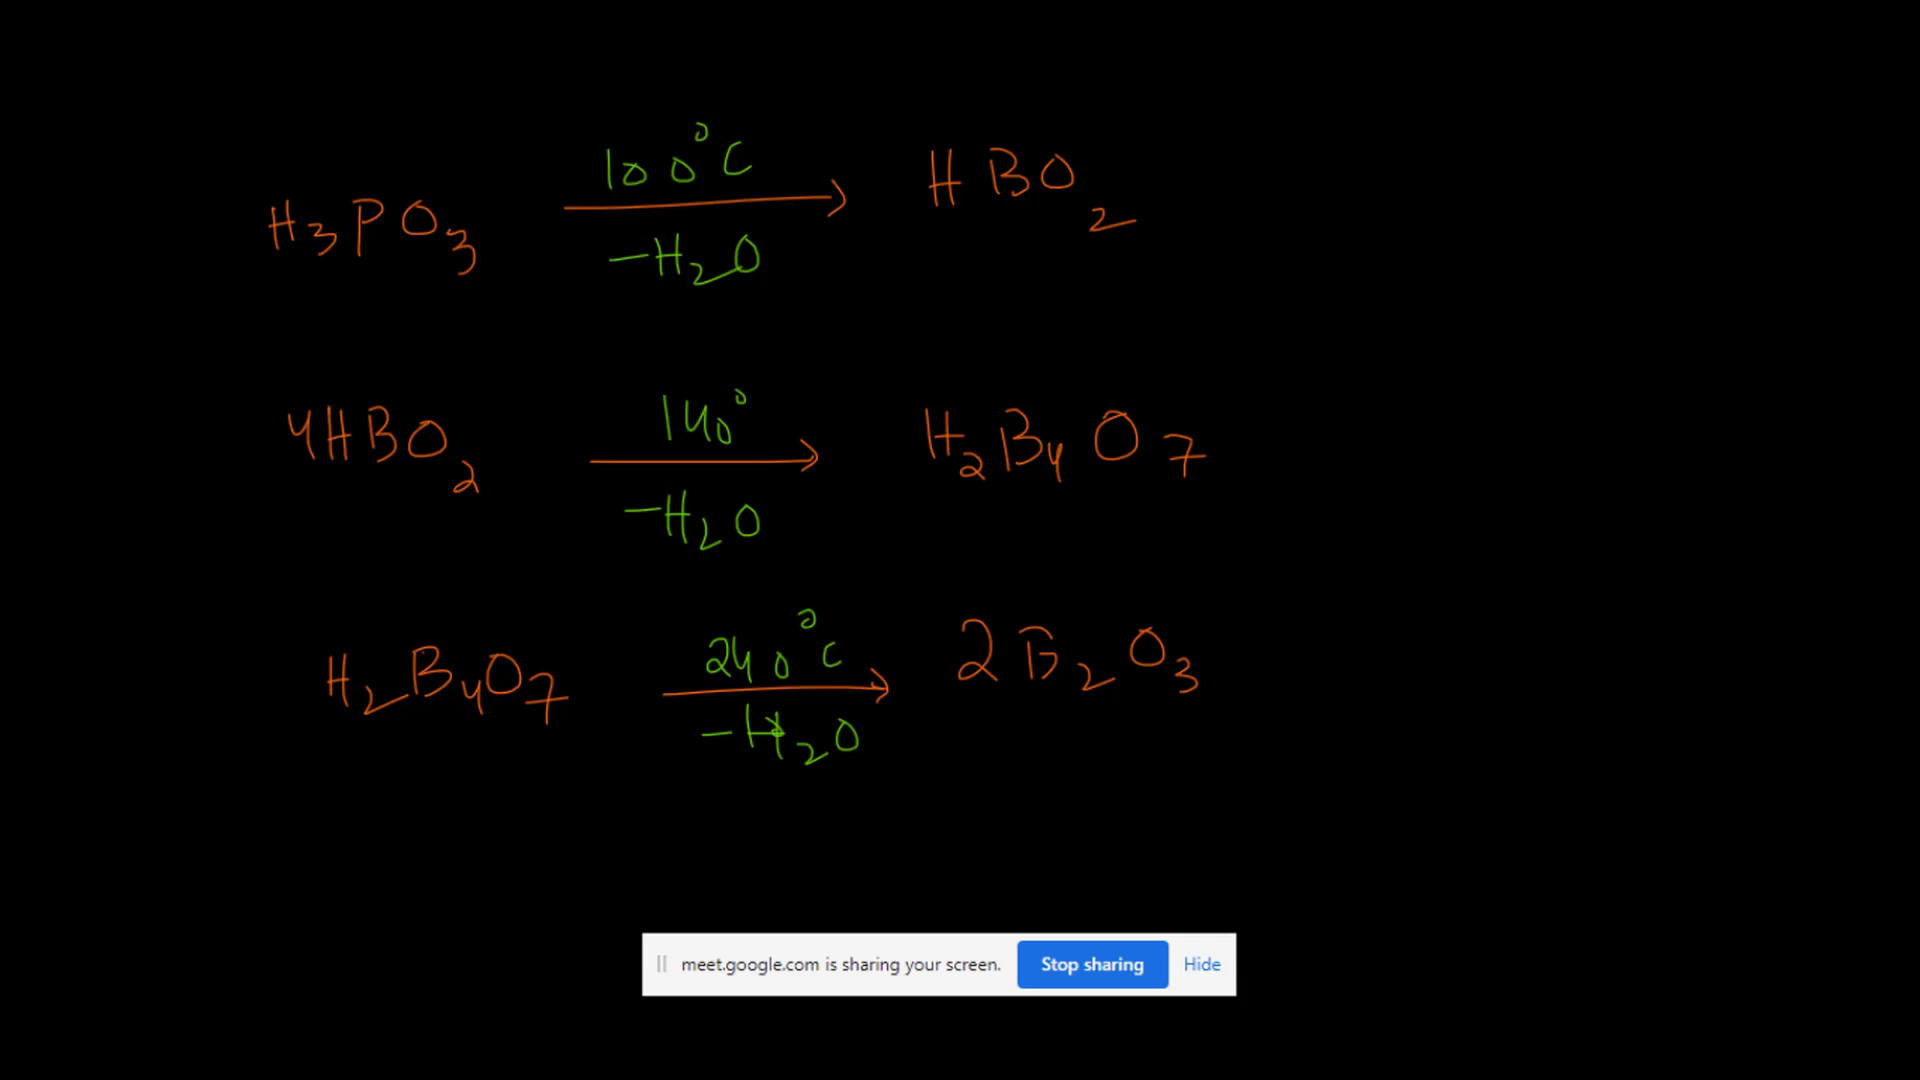 H₃PO₃ 100°C → −H₂O HBO₂
4HBO₂ 140° → −H₂O H₂B₄O₇
H₂B₄O₇ 240°C → −H₂O 2B₂O₃
meet.google.com is sharing your screen. Stop sharing Hide